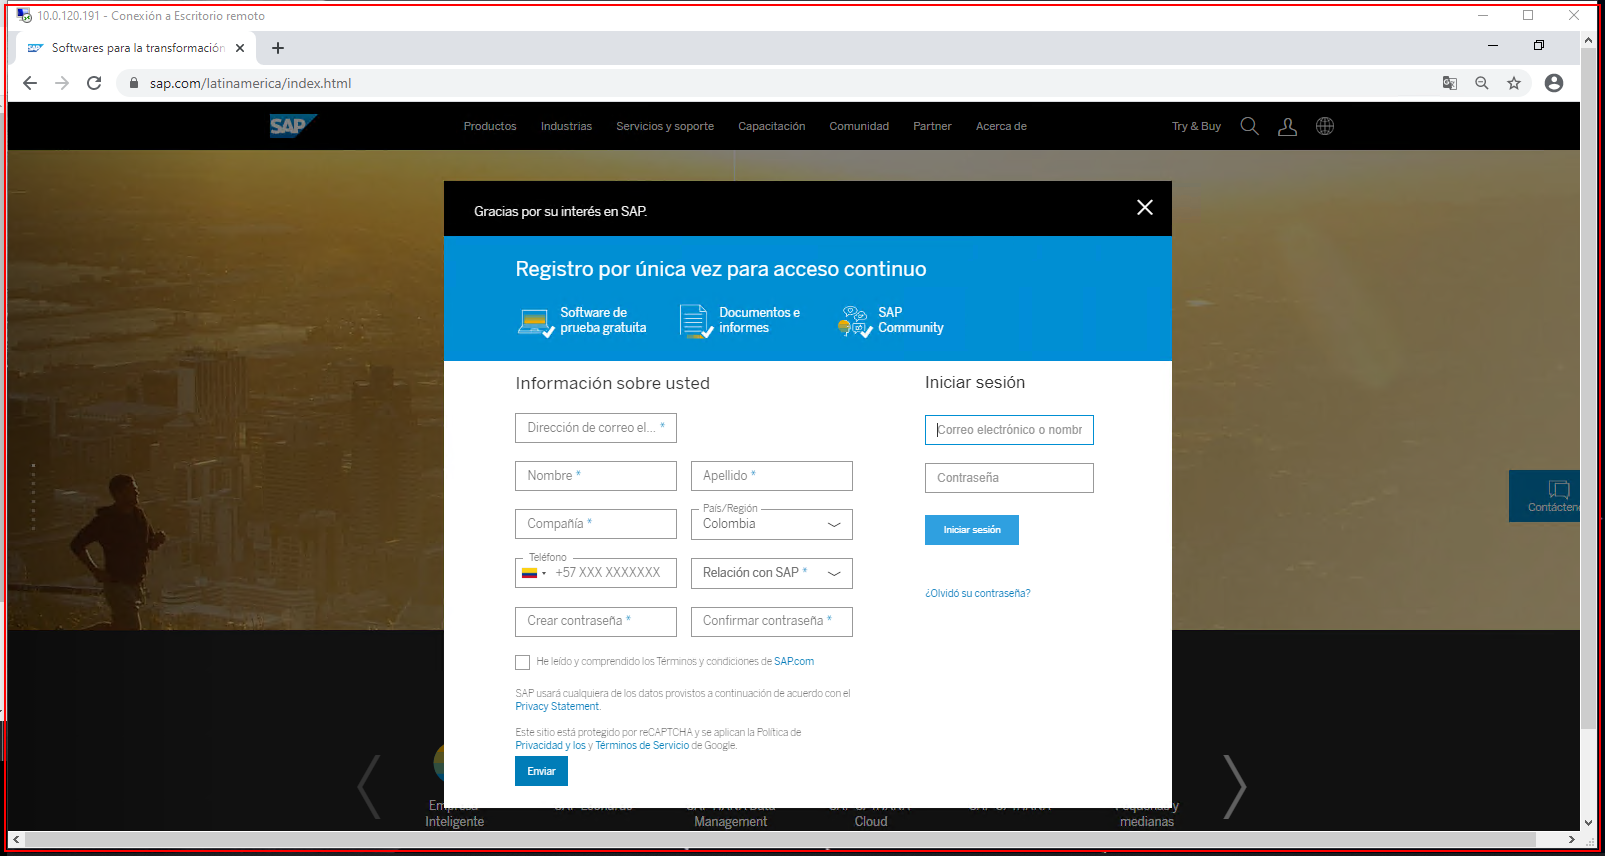 10.0.120.191 - Conexión a Escritorio remoto
Softwares para la transformación
sap.com/latinamerica/index.html
SAP
Productos
Industrias
Servicios y soporte
Capacitación
Comunidad
Partner
Acerca de
Try & Buy
Gracias por su interés en SAP.
Registro por única vez para acceso continuo
Software de
prueba gratuita
Documentos e
informes
SAP
Community
Información sobre usted
Dirección de correo el... *
Nombre *
Apellido *
Compañía *
País/Región
Colombia
Teléfono
+57 XXX XXXXXXX
Relación con SAP *
Crear contraseña *
Confirmar contraseña *
He leído y comprendido los Términos y condiciones de SAP.com
SAP usará cualquiera de los datos provistos a continuación de acuerdo con el
Privacy Statement.
Este sitio está protegido por reCAPTCHA y se aplican la Política de
Privacidad y los y Términos de Servicio de Google.
Enviar
Iniciar sesión
Correo electrónico o nombr
Contraseña
Iniciar sesión
¿Olvidó su contraseña?
Contácten
Inteligente
Management
Cloud
medianas